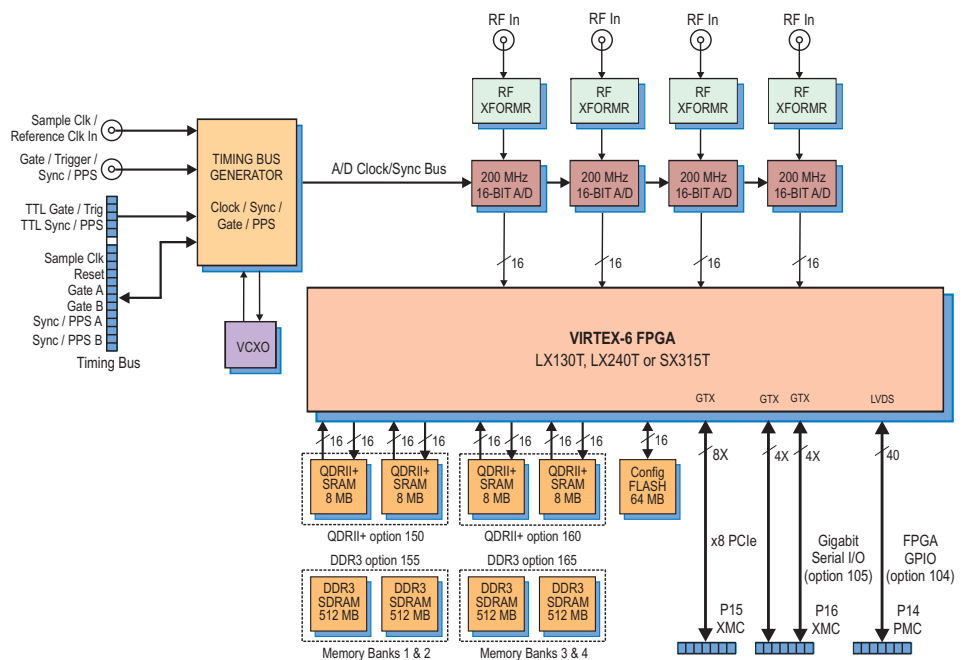 RF In
RF In
RF In
RF In
RF
XFORMR
RF
XFORMR
RF
XFORMR
RF
XFORMR
Sample Clk /
Reference Clk In
Gate / Trigger /
Sync / PPS
TTL Gate / Trig
TTL Sync / PPS
Sample Clk
Reset
Gate A
Gate B
Sync / PPS A
Sync / PPS B
Timing Bus
TIMING BUS
GENERATOR
Clock / Sync /
Gate / PPS
VCXO
A/D Clock/Sync Bus
200 MHz
16-BIT A/D
200 MHz
16-BIT A/D
200 MHz
16-BIT A/D
200 MHz
16-BIT A/D
16
16
16
16
VIRTEX-6 FPGA
LX130T, LX240T or SX315T
GTX
GTX
GTX
LVDS
16
16
16
16
16
16
16
16
16
8X
4X
4X
40
QDRII+
SRAM
8 MB
QDRII+
SRAM
8 MB
QDRII+
SRAM
8 MB
QDRII+
SRAM
8 MB
Config
FLASH
64 MB
QDRII+ option 150
QDRII+ option 160
DDR3 option 155
DDR3 option 165
DDR3
SDRAM
512 MB
DDR3
SDRAM
512 MB
DDR3
SDRAM
512 MB
DDR3
SDRAM
512 MB
Memory Banks 1 & 2
Memory Banks 3 & 4
x8 PCIe
Gigabit
Serial I/O
(option 105)
FPGA
GPIO
(option 104)
P15
XMC
P16
XMC
P14
PMC